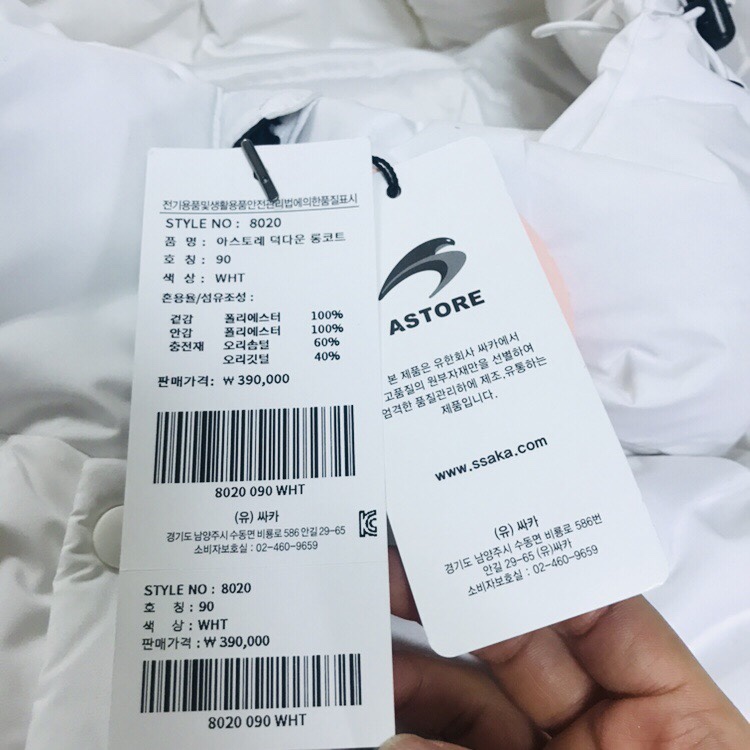 전기용품및생활용품안전관리법에의한품질표시
STYLE NO : 8020
품 명 : 아스토레 덕다운 롱코트
호 칭 : 90
색 상 : WHT
혼용율/섬유조성 :
겉감 폴리에스터 100%
안감 폴리에스터 100%
충전재 오리솜털 60%
오리깃털 40%
판매가격: ₩ 390,000
8020 090 WHT
(유) 싸카
경기도 남양주시 수동면 비룡로 586 안길 29-65
소비자보호실 : 02-460-9659
STYLE NO : 8020
호 칭 : 90
색 상 : WHT
판매가격 : ₩ 390,000
8020 090 WHT
ASTORE
본 제품은 유한회사 싸카에서
고품질의 원부자재만을 선별하여
엄격한 품질관리하에 제조.유통하는
제품입니다.
www.ssaka.com
(유) 싸카
경기도 남양주시 수동면 비룡로 586번
안길 29-65 (유)싸카
소비자보호실 : 02-460-9659